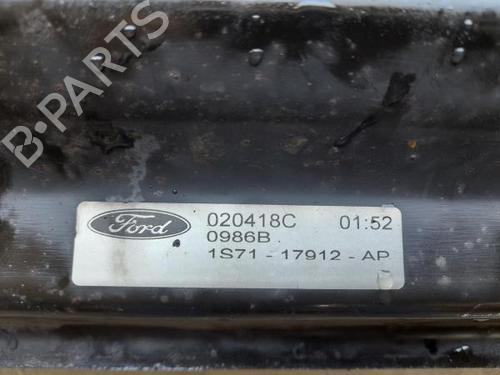 B-PARTS
Ford
020418C 01:52
0986B
1S71 - 17912 - AP